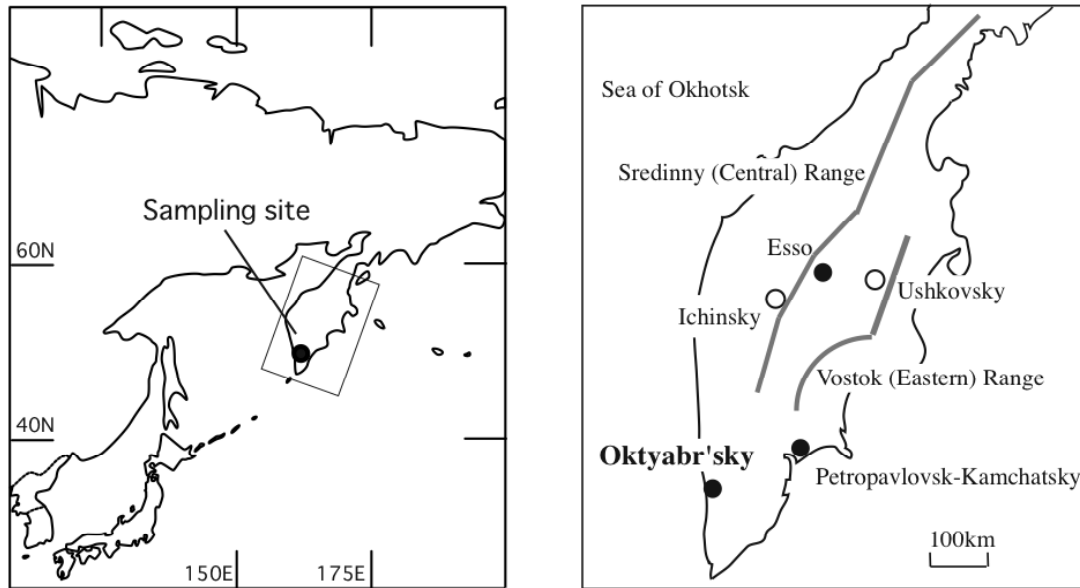 Sampling site
60N
40N
150E
175E
Sea of Okhotsk
Sredinny (Central) Range
Esso
Ushkovsky
Ichinsky
Vostok (Eastern) Range
Oktyabr'sky
Petropavlovsk-Kamchatsky
100km